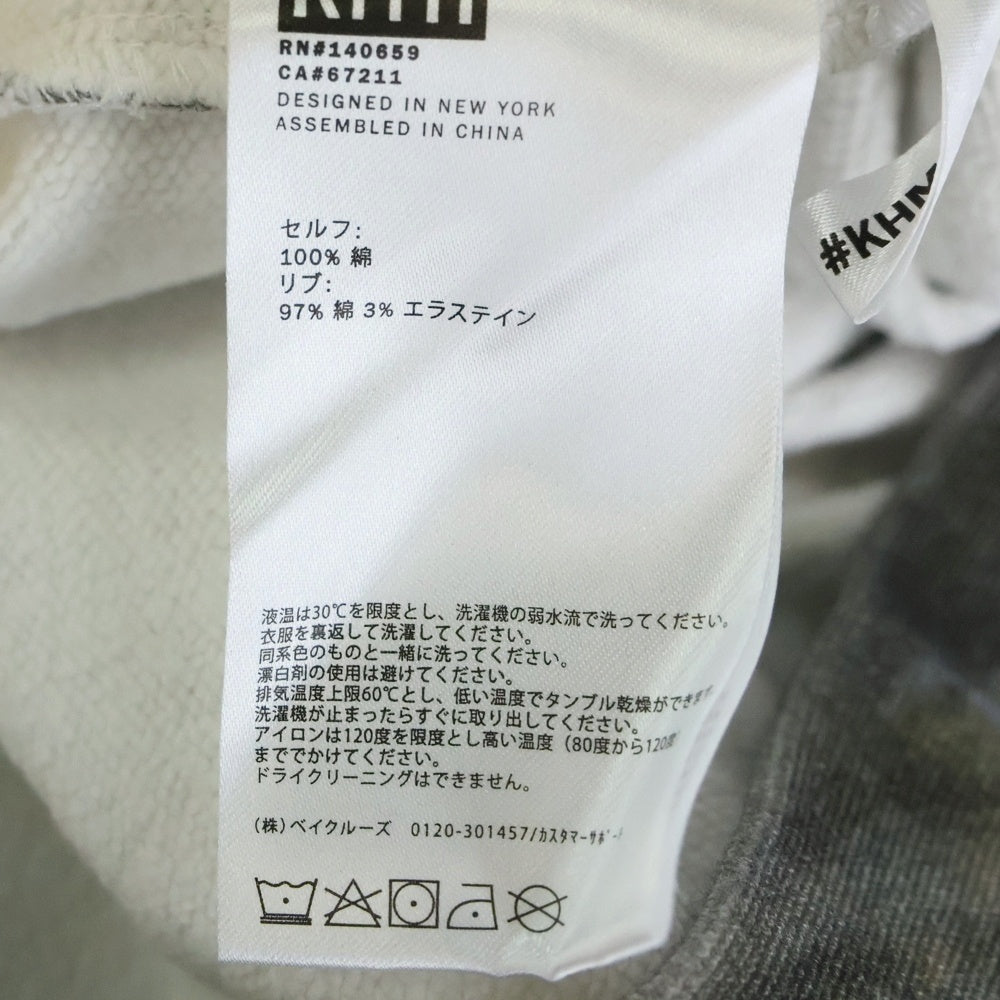 KITH
RN#140659
CA#67211
DESIGNED IN NEW YORK
ASSEMBLED IN CHINA
#KHM
セルフ:
100% 綿
リブ:
97% 綿 3% エラステイン
液温は30℃を限度とし、洗濯機の弱水流で洗ってください。
衣服を裏返して洗濯してください。
同系色のものと一緒に洗ってください。
漂白剤の使用は避けてください。
排気温度上限60℃とし、低い温度でタンブル乾燥ができま
洗濯機が止まったらすぐに取り出してください。
アイロンは120度を限度とし高い温度（80度から120度
まででかけてください。
ドライクリーニングはできません。
(株)ベイクルーズ 0120-301457/カスタマーサポート